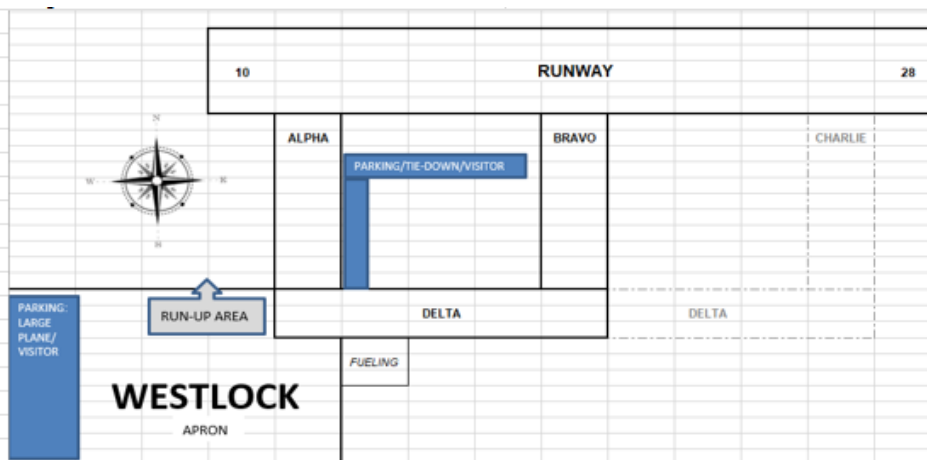 10
RUNWAY
28
N
W
ALPHA
BRAVO
CHARLIE
PARKING/TIE-DOWN/VISITOR
PARKING:
LARGE
PLANE/
VISITOR
RUN-UP AREA
DELTA
DELTA
FUELING
WESTLOCK
APRON